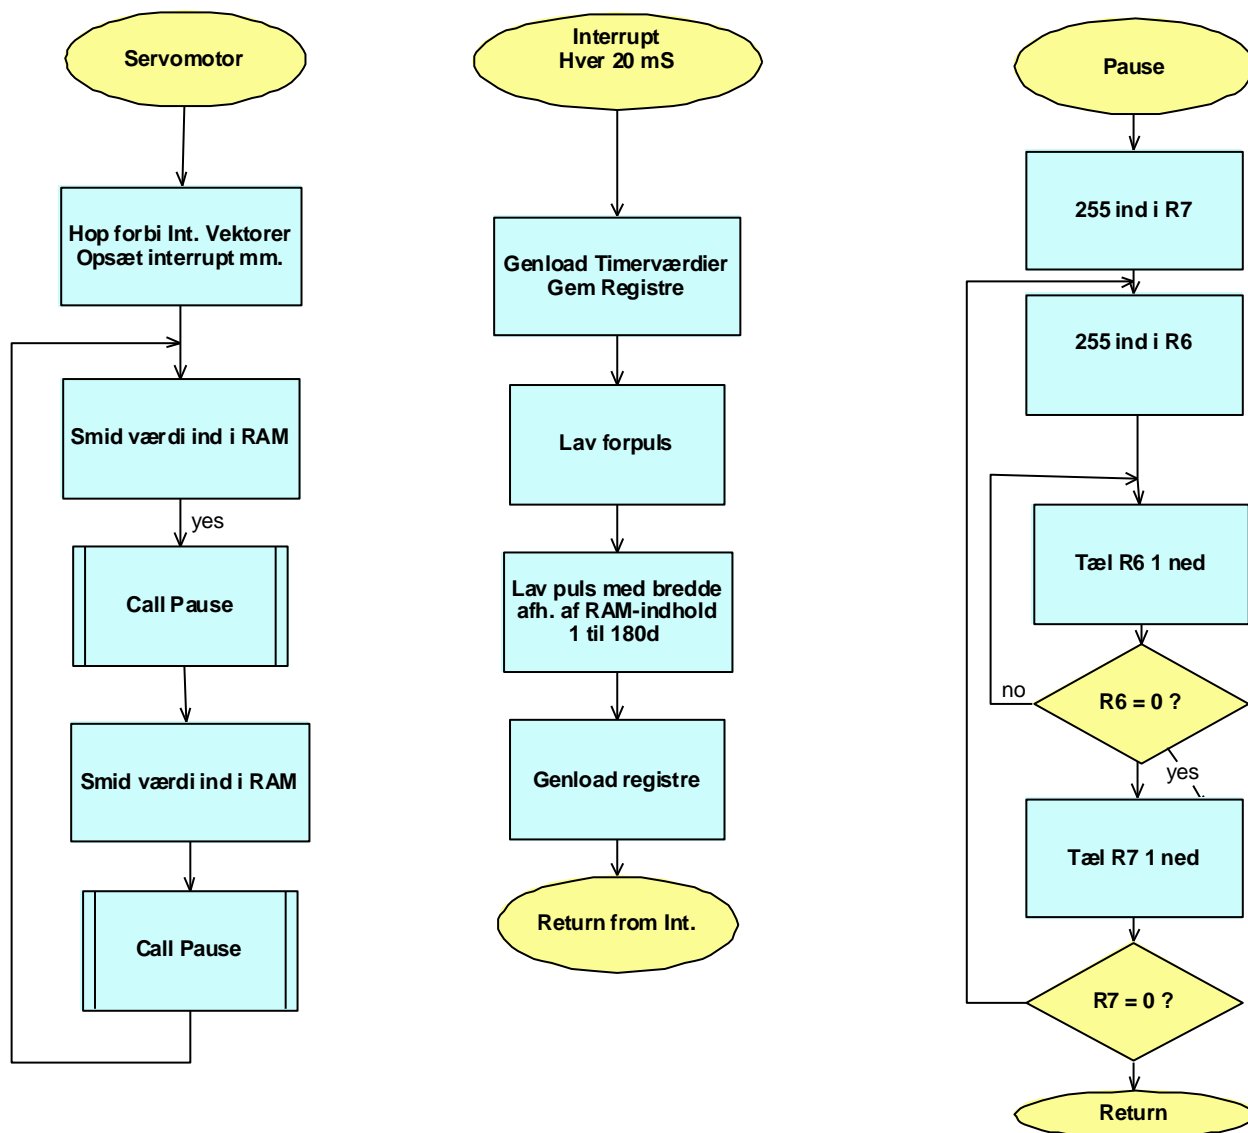 Servomotor
Hop forbi Int. Vektorer
Opsæt interrupt mm.
Smid værdi ind i RAM
yes
Call Pause
Smid værdi ind i RAM
Call Pause
Interrupt
Hver 20 mS
Genload Timerværdier
Gem Registre
Lav forpuls
Lav puls med bredde
afh. af RAM-indhold
1 til 180d
Genload registre
Return from Int.
Pause
255 ind i R7
255 ind i R6
Tæl R6 1 ned
no
R6 = 0 ?
yes
Tæl R7 1 ned
R7 = 0 ?
Return